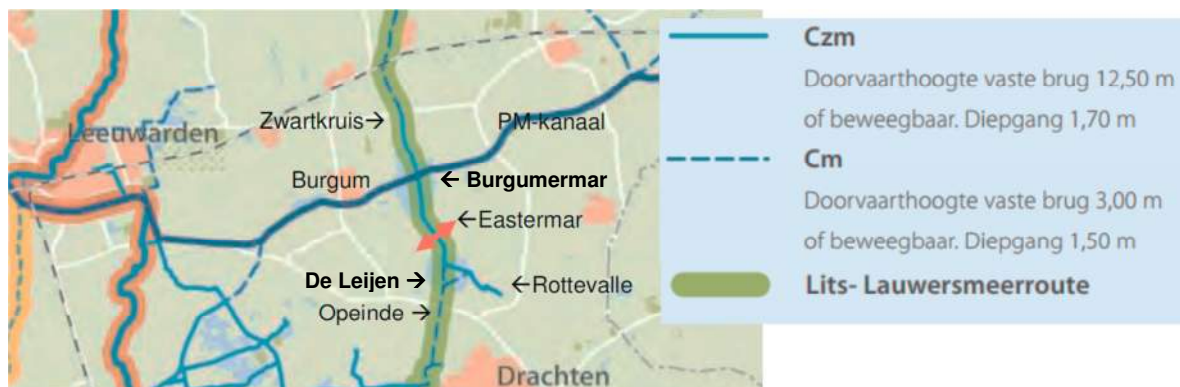 Zwartkruis→
PM-kanaal
Leeuwarden
Burgum
← Burgumermar
←Eastermar
De Leijen →
←Rottevalle
Opeinde →
Drachten
Czm
Doorvaarthoogte vaste brug 12,50 m
of beweegbaar. Diepgang 1,70 m
Cm
Doorvaarthoogte vaste brug 3,00 m
of beweegbaar. Diepgang 1,50 m
Lits- Lauwersmeerroute